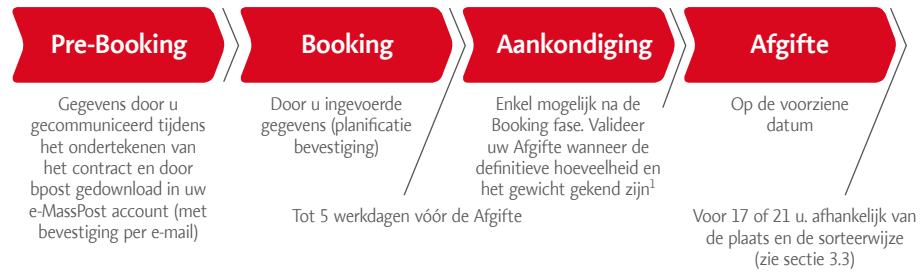 Pre-Booking
Gegevens door u
gecommuniceerd tijdens
het ondertekenen van
het contract en door
bpost gedownload in uw
e-MassPost account (met
bevestiging per e-mail)
Booking
Door u ingevoerde
gegevens (planificatie
bevestiging)
Tot 5 werkdagen vóór de Afgifte
Aankondiging
Enkel mogelijk na de
Booking fase. Valideer
uw Afgifte wanneer de
definitieve hoeveelheid en
het gewicht gekend zijn¹
Afgifte
Op de voorziene
datum
Voor 17 of 21 u. afhankelijk van
de plaats en de sorteerwijze
(zie sectie 3.3)